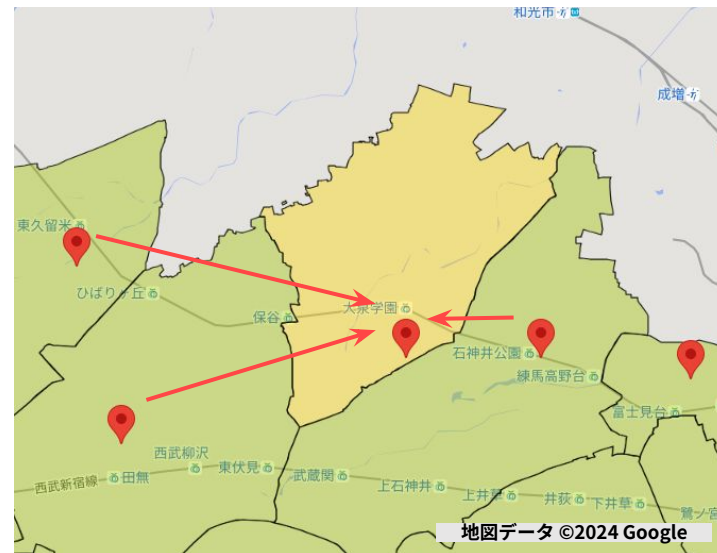 和光市
成増
東久留米
ひばりヶ丘
大泉学園
保谷
石神井公園
練馬高野台
富士見台
西武柳沢
東伏見
武蔵関
西武新宿線
田無
上石神井
上井草
井荻
下井草
鷺ノ宮
地図データ ©2024 Google